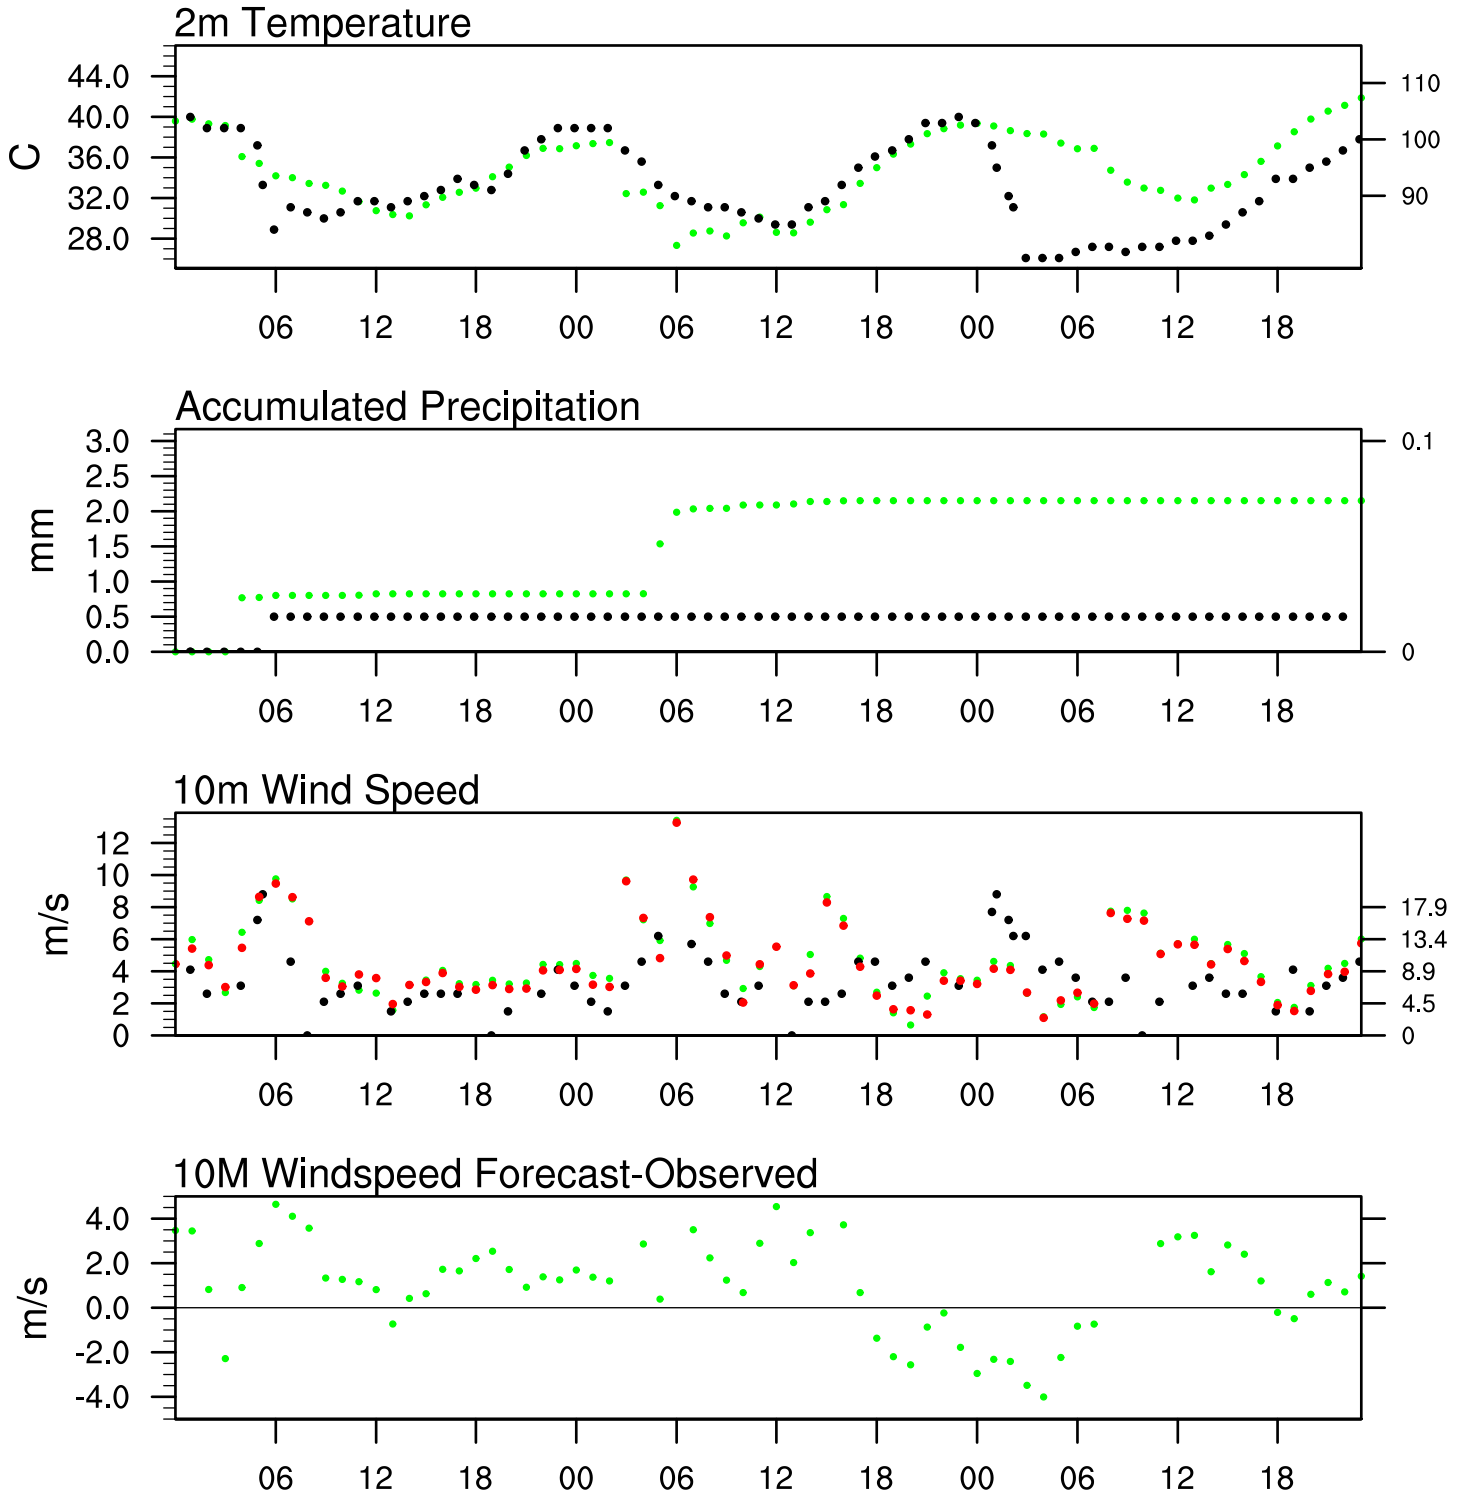 2m Temperature
44.0
40.0
36.0
32.0
28.0
C
110
100
90
06 12 18 00 06 12 18 00 06 12 18
Accumulated Precipitation
3.0
2.5
2.0
1.5
1.0
0.5
0.0
mm
0.1
0
06 12 18 00 06 12 18 00 06 12 18
10m Wind Speed
12
10
8
6
4
2
0
m/s
17.9
13.4
8.9
4.5
0
06 12 18 00 06 12 18 00 06 12 18
10M Windspeed Forecast-Observed
4.0
2.0
0.0
-2.0
-4.0
m/s
06 12 18 00 06 12 18 00 06 12 18